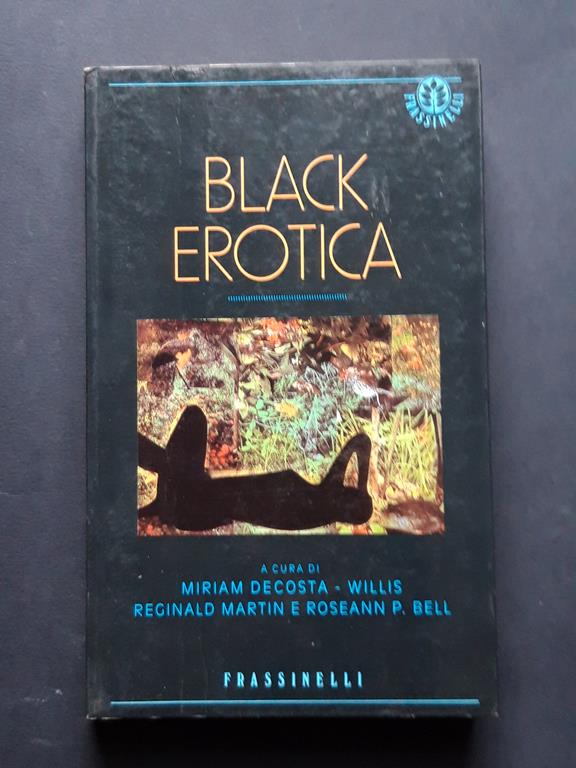 FRASSINELLI
BLACK
EROTICA
A CURA DI
MIRIAM DECOSTA - WILLIS
REGINALD MARTIN E ROSEANN P. BELL
FRASSINELLI